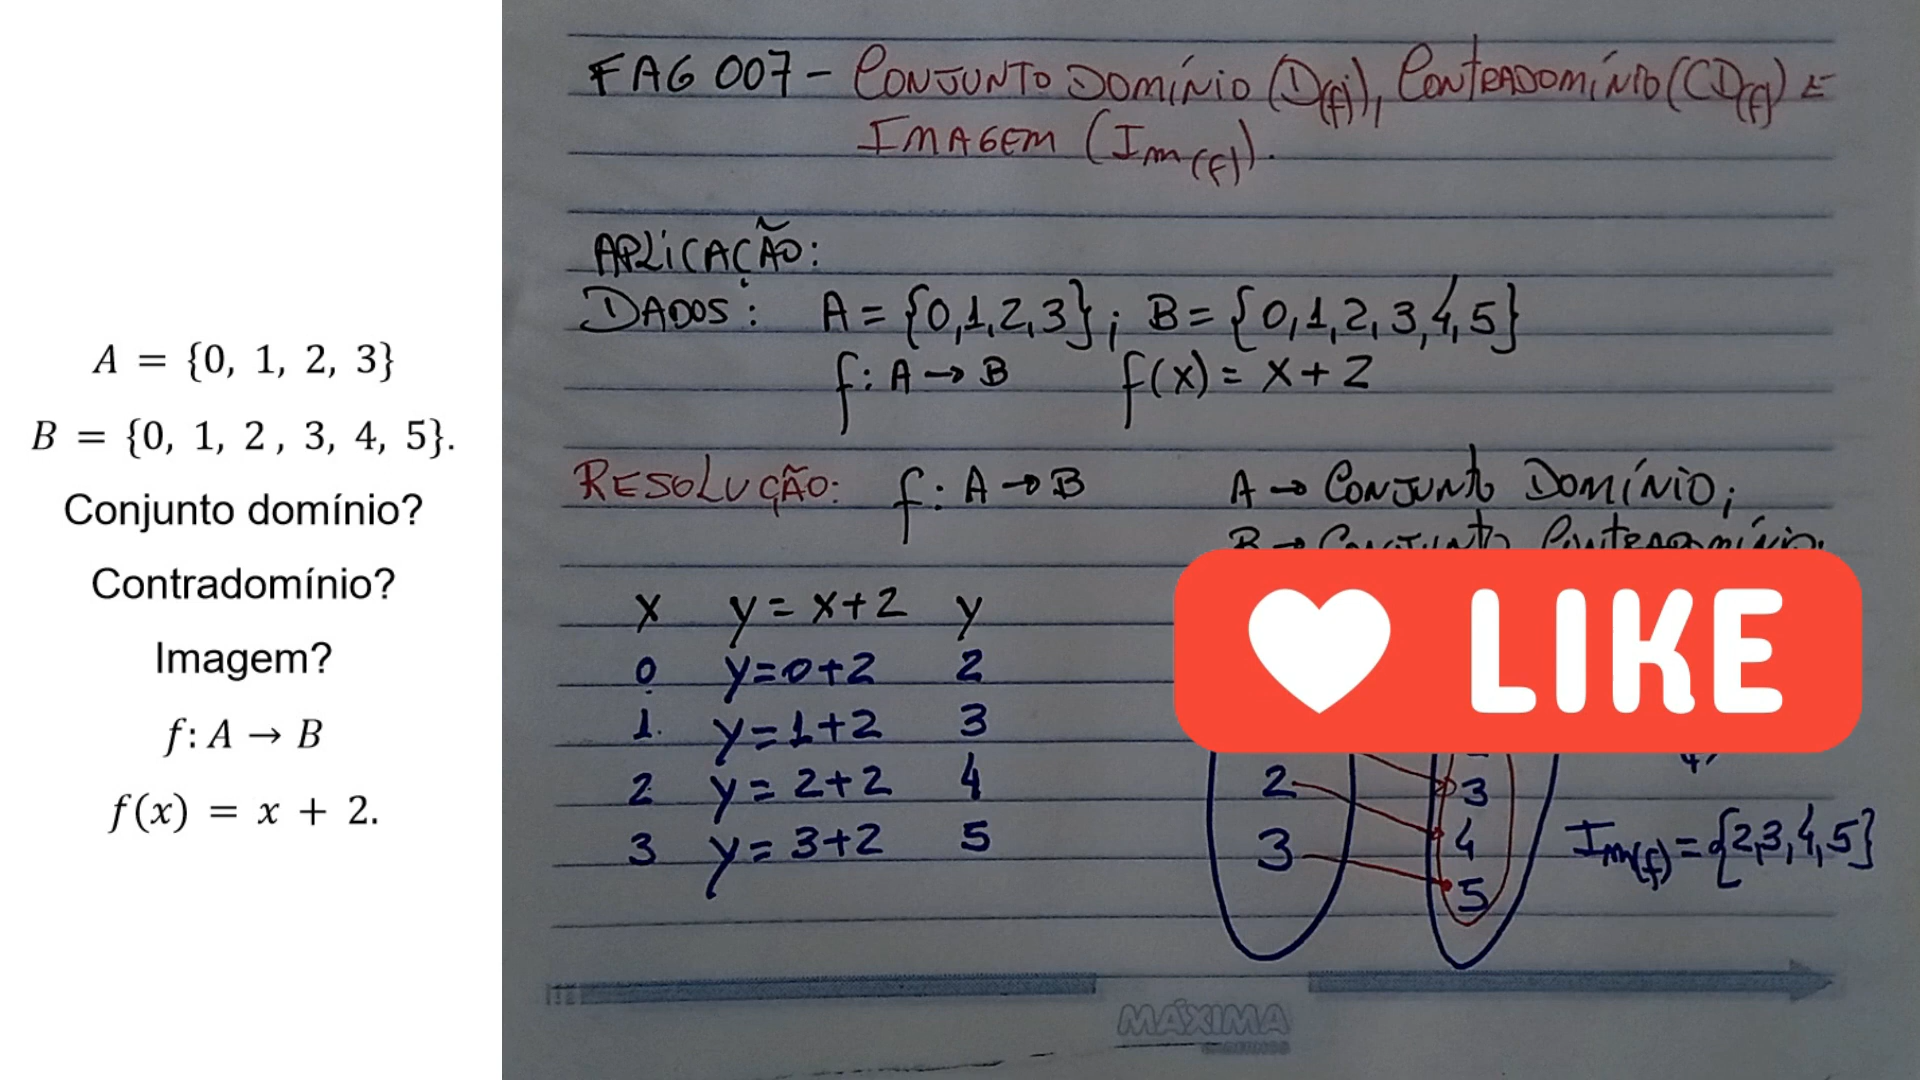 A = {0, 1, 2, 3}
B = {0, 1, 2 , 3, 4, 5}.
Conjunto domínio?
Contradomínio?
Imagem?
f: A → B
f(x) = x + 2.
FAG 007 - CONJUNTO DOMÍNIO (D(f)), CONTRADOMÍNIO (CD(f)) E
IMAGEM (Im(f)).
APLICAÇÃO:
DADOS: A = {0,1,2,3}; B = {0,1,2,3,4,5}
f: A → B f(x) = x + 2
RESOLUÇÃO: f: A → B A → CONJUNTO DOMÍNIO;
B → CONJUNTO CONTRADOMÍNIO.
x y = x+2 y
0 y=0+2 2
1. y=1+2 3
2 y=2+2 4
3 y=3+2 5
LIKE
2 3
3 4
5
Im(f) = {2,3,4,5}
MÁXIMA